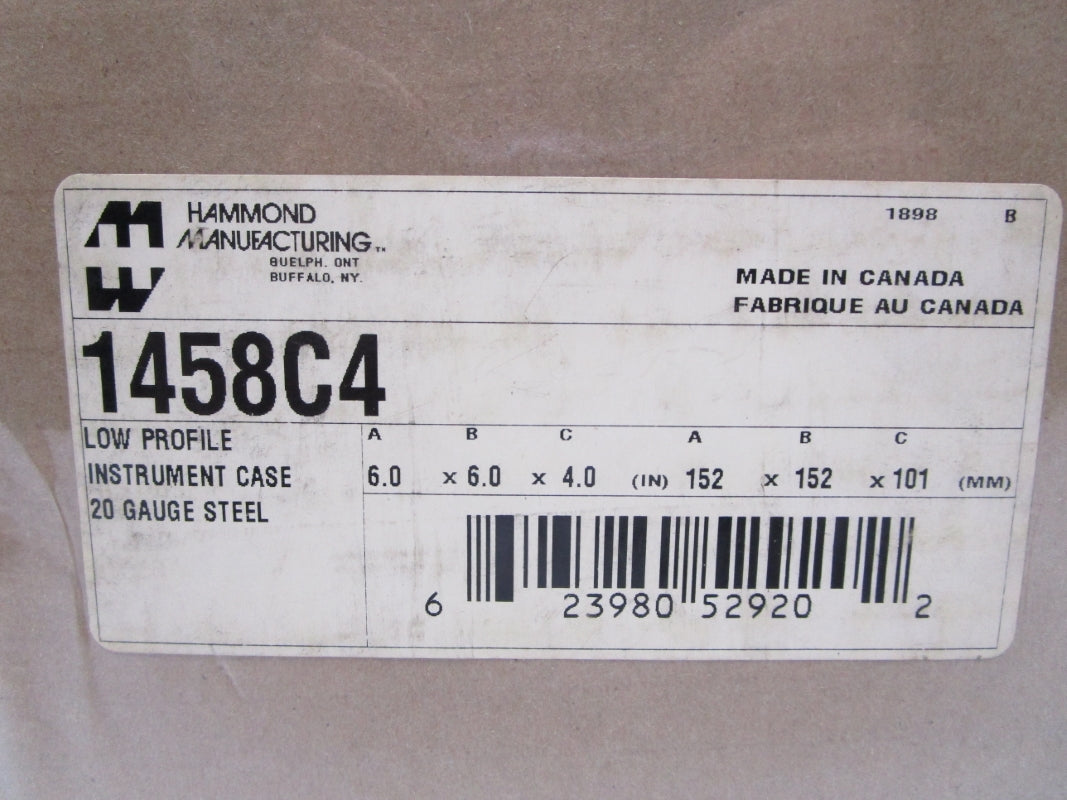 HAMMOND
MANUFACTURING™
GUELPH. ONT
BUFFALO, NY.
1898 B
MADE IN CANADA
FABRIQUE AU CANADA
1458C4
LOW PROFILE
INSTRUMENT CASE
20 GAUGE STEEL
A B C A B C
6.0 x 6.0 x 4.0 (IN) 152 x 152 x 101 (MM)
6 23980 52920 2